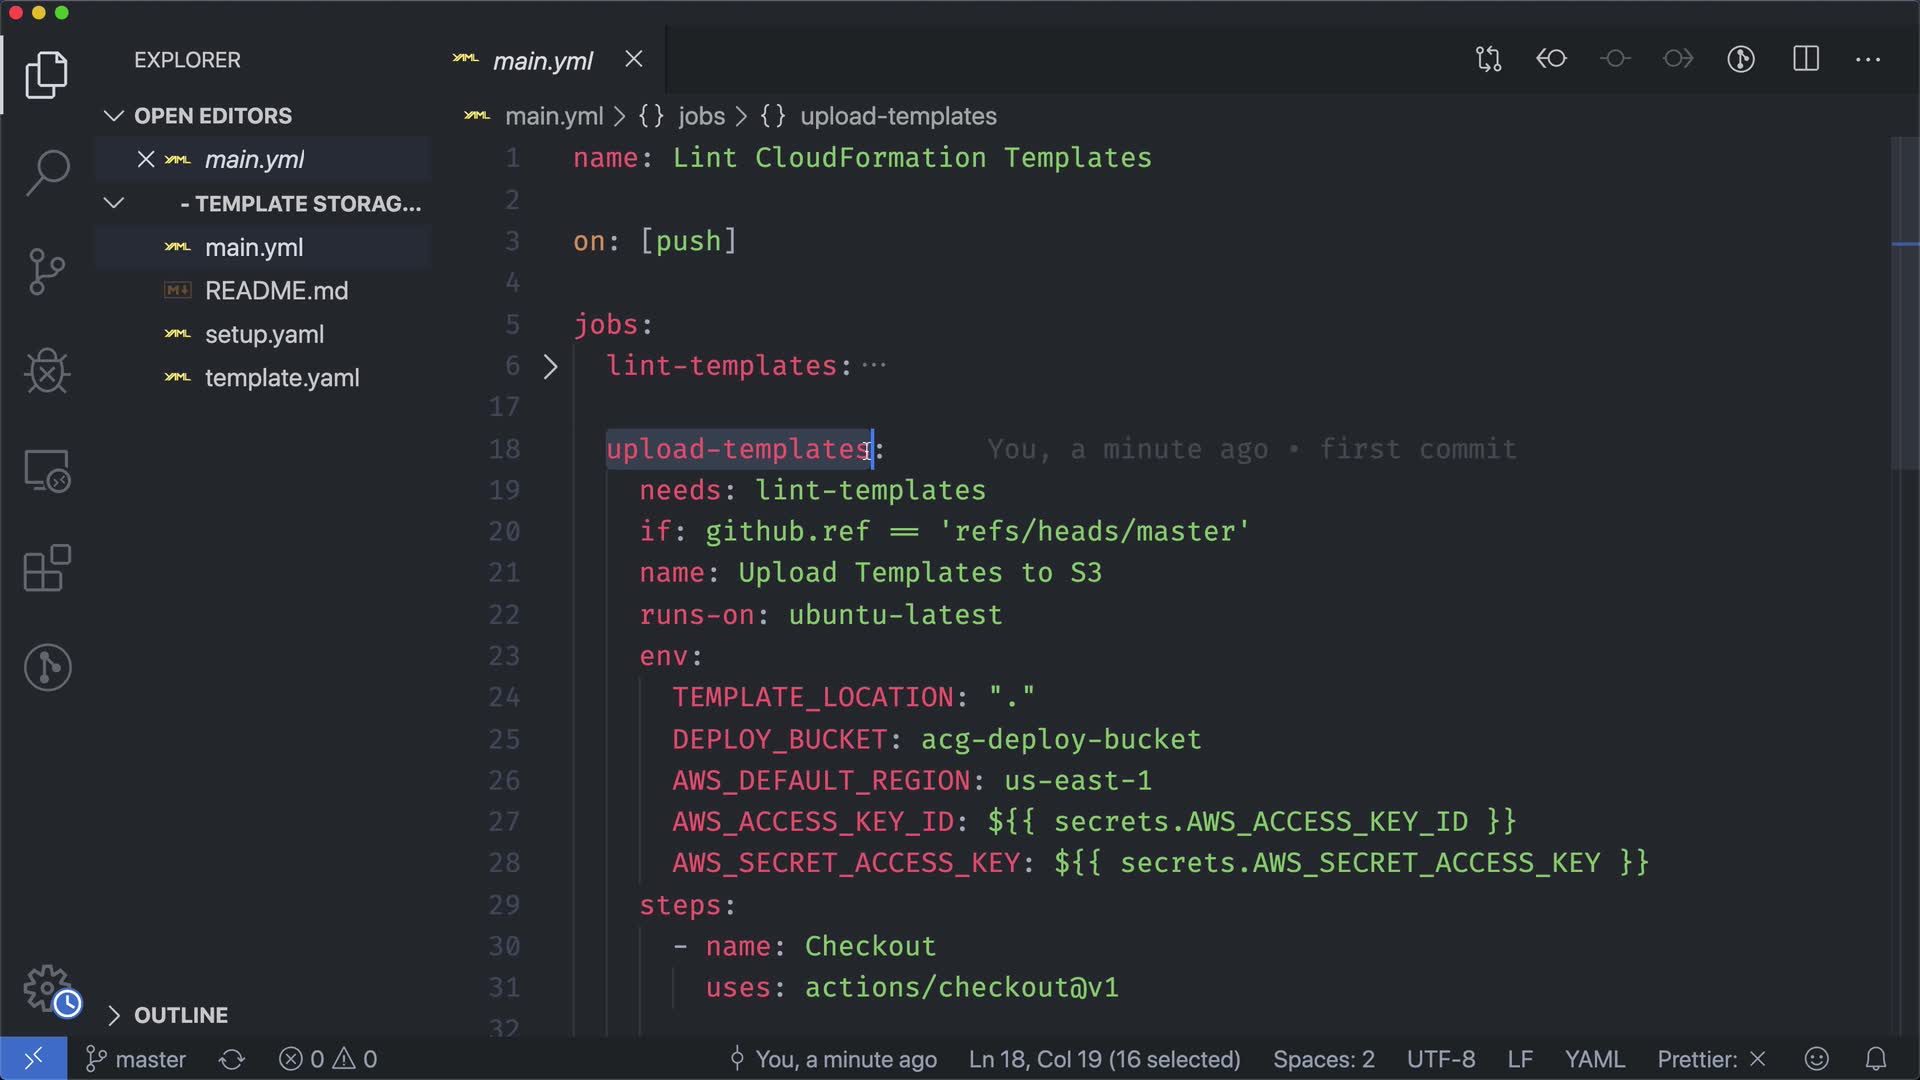 EXPLORER
main.yml
OPEN EDITORS
main.yml
- TEMPLATE STORAG...
main.yml
README.md
setup.yaml
template.yaml
OUTLINE
main.yml > {} jobs > {} upload-templates
1 name: Lint CloudFormation Templates
2
3 on: [push]
4
5 jobs:
6 lint-templates: ...
17
18 upload-templates: You, a minute ago • first commit
19 needs: lint-templates
20 if: github.ref == 'refs/heads/master'
21 name: Upload Templates to S3
22 runs-on: ubuntu-latest
23 env:
24 TEMPLATE_LOCATION: "."
25 DEPLOY_BUCKET: acg-deploy-bucket
26 AWS_DEFAULT_REGION: us-east-1
27 AWS_ACCESS_KEY_ID: ${{ secrets.AWS_ACCESS_KEY_ID }}
28 AWS_SECRET_ACCESS_KEY: ${{ secrets.AWS_SECRET_ACCESS_KEY }}
29 steps:
30 - name: Checkout
31 uses: actions/checkout@v1
32
master 0 0 You, a minute ago Ln 18, Col 19 (16 selected) Spaces: 2 UTF-8 LF YAML Prettier: ×